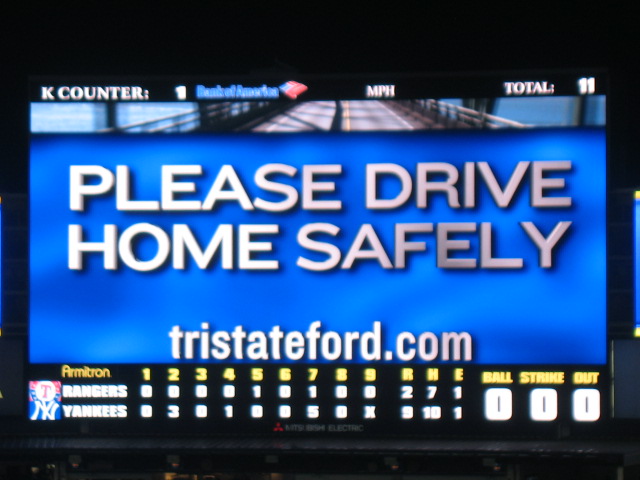 K COUNTER: 1 Bank of America MPH TOTAL: 11
PLEASE DRIVE
HOME SAFELY
tristateford.com
Armitron 1 2 3 4 5 6 7 8 9 R H E BALL STRIKE OUT
RANGERS 0 0 0 0 1 0 1 0 0 2 7 1
YANKEES 0 3 0 1 0 0 5 0 X 9 10 1 0 0 0
MITSUBISHI ELECTRIC